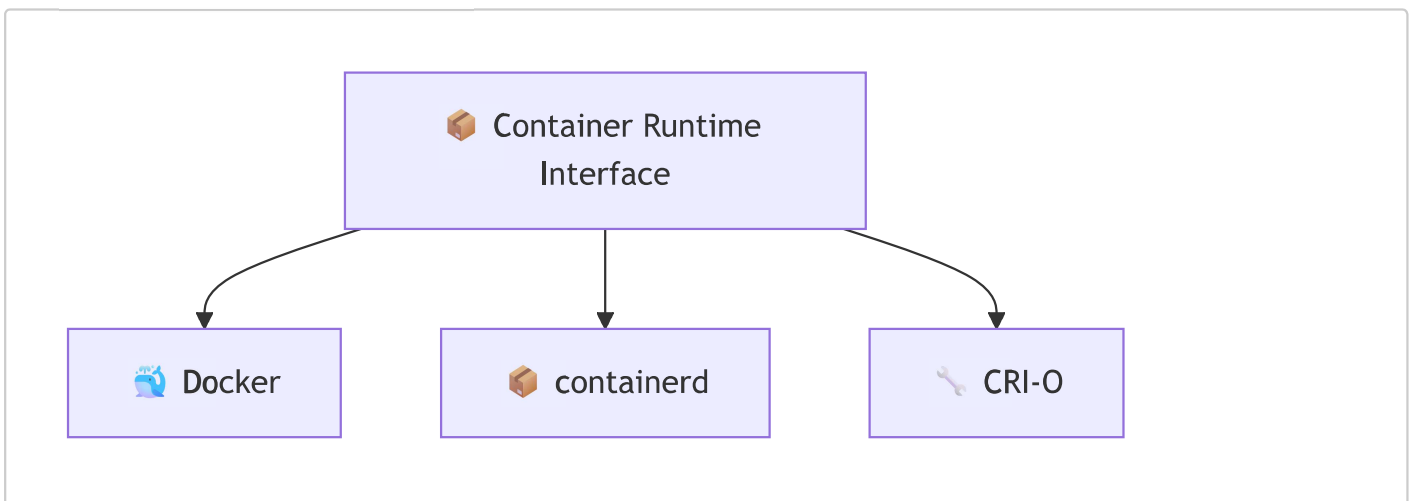 📦 Container Runtime
Interface
🐳 Docker
📦 containerd
🔧 CRI-O